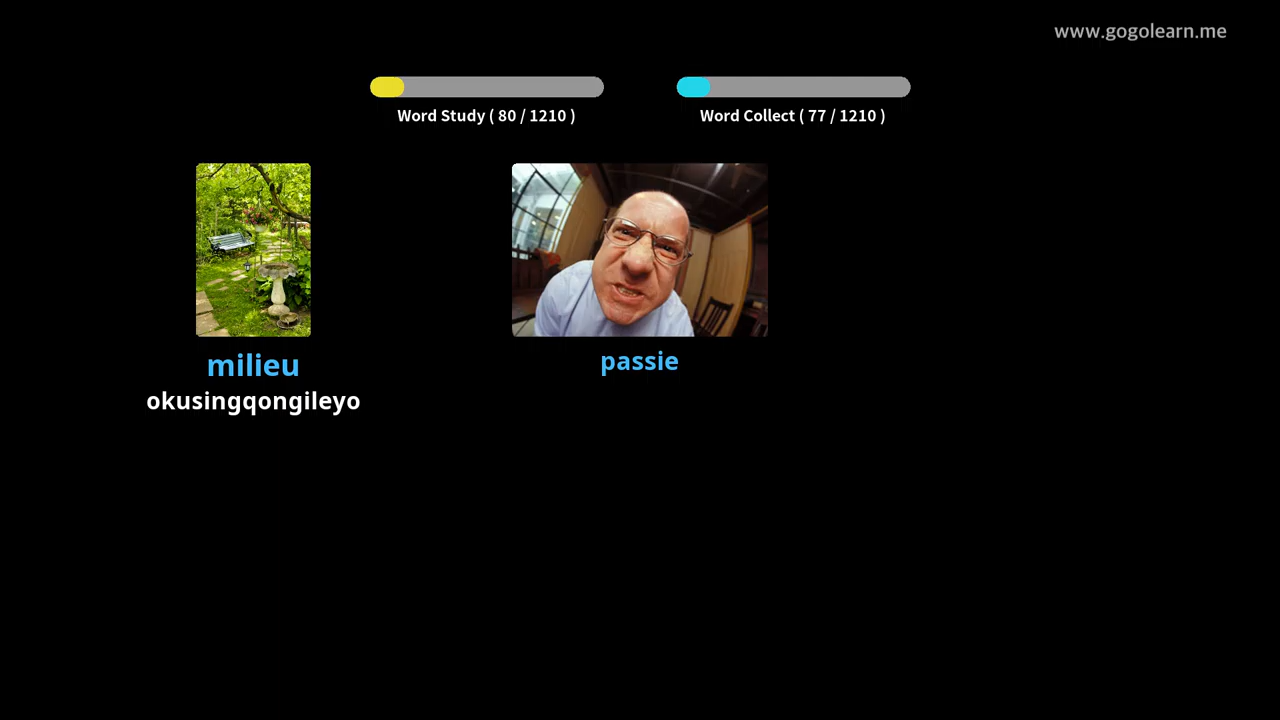 www.gogolearn.me
Word Study ( 80 / 1210 )
Word Collect ( 77 / 1210 )
milieu
passie
okusingqongileyo